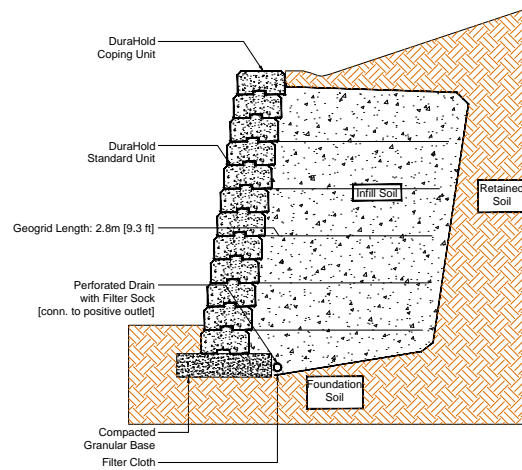 DuraHold
Coping Unit
DuraHold
Standard Unit
Infill Soil
Retained
Soil
Geogrid Length: 2.8m [9.3 ft]
Perforated Drain
with Filter Sock
[conn. to positive outlet]
Foundation
Soil
Compacted
Granular Base
Filter Cloth